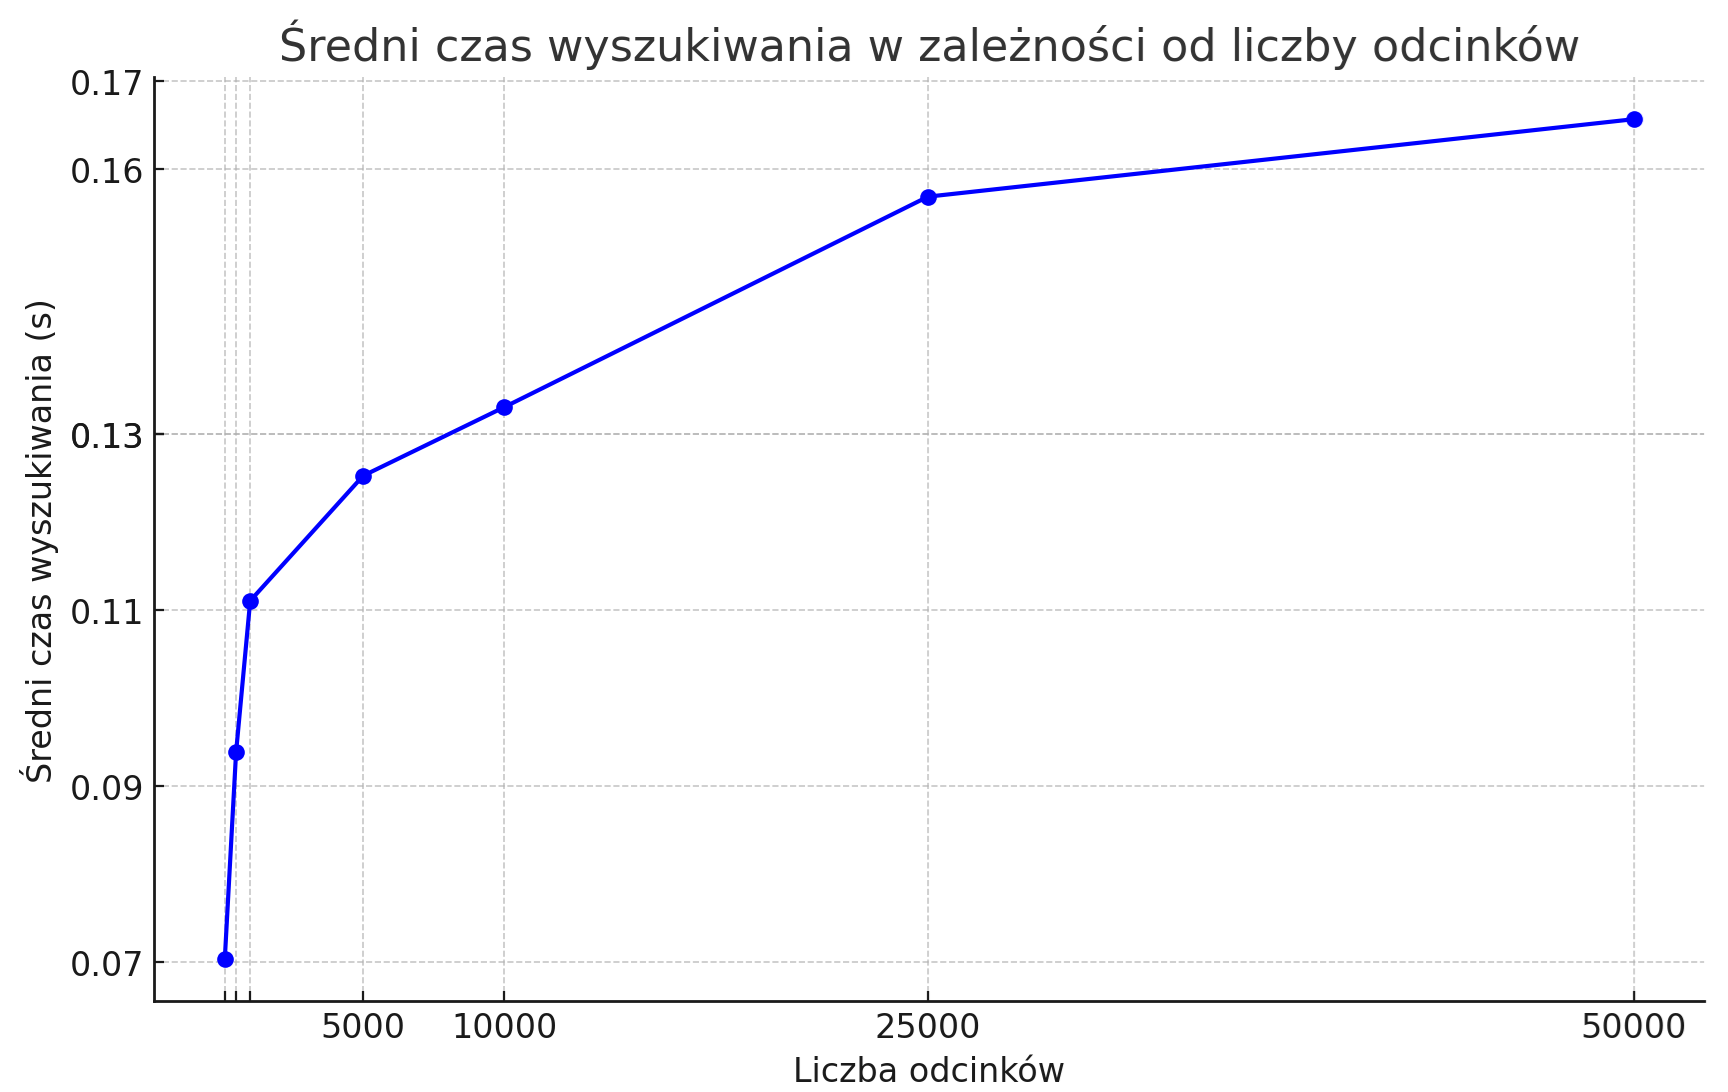 Średni czas wyszukiwania w zależności od liczby odcinków
0.17
0.16
0.13
0.11
0.09
0.07
Średni czas wyszukiwania (s)
5000 10000 25000 50000
Liczba odcinków